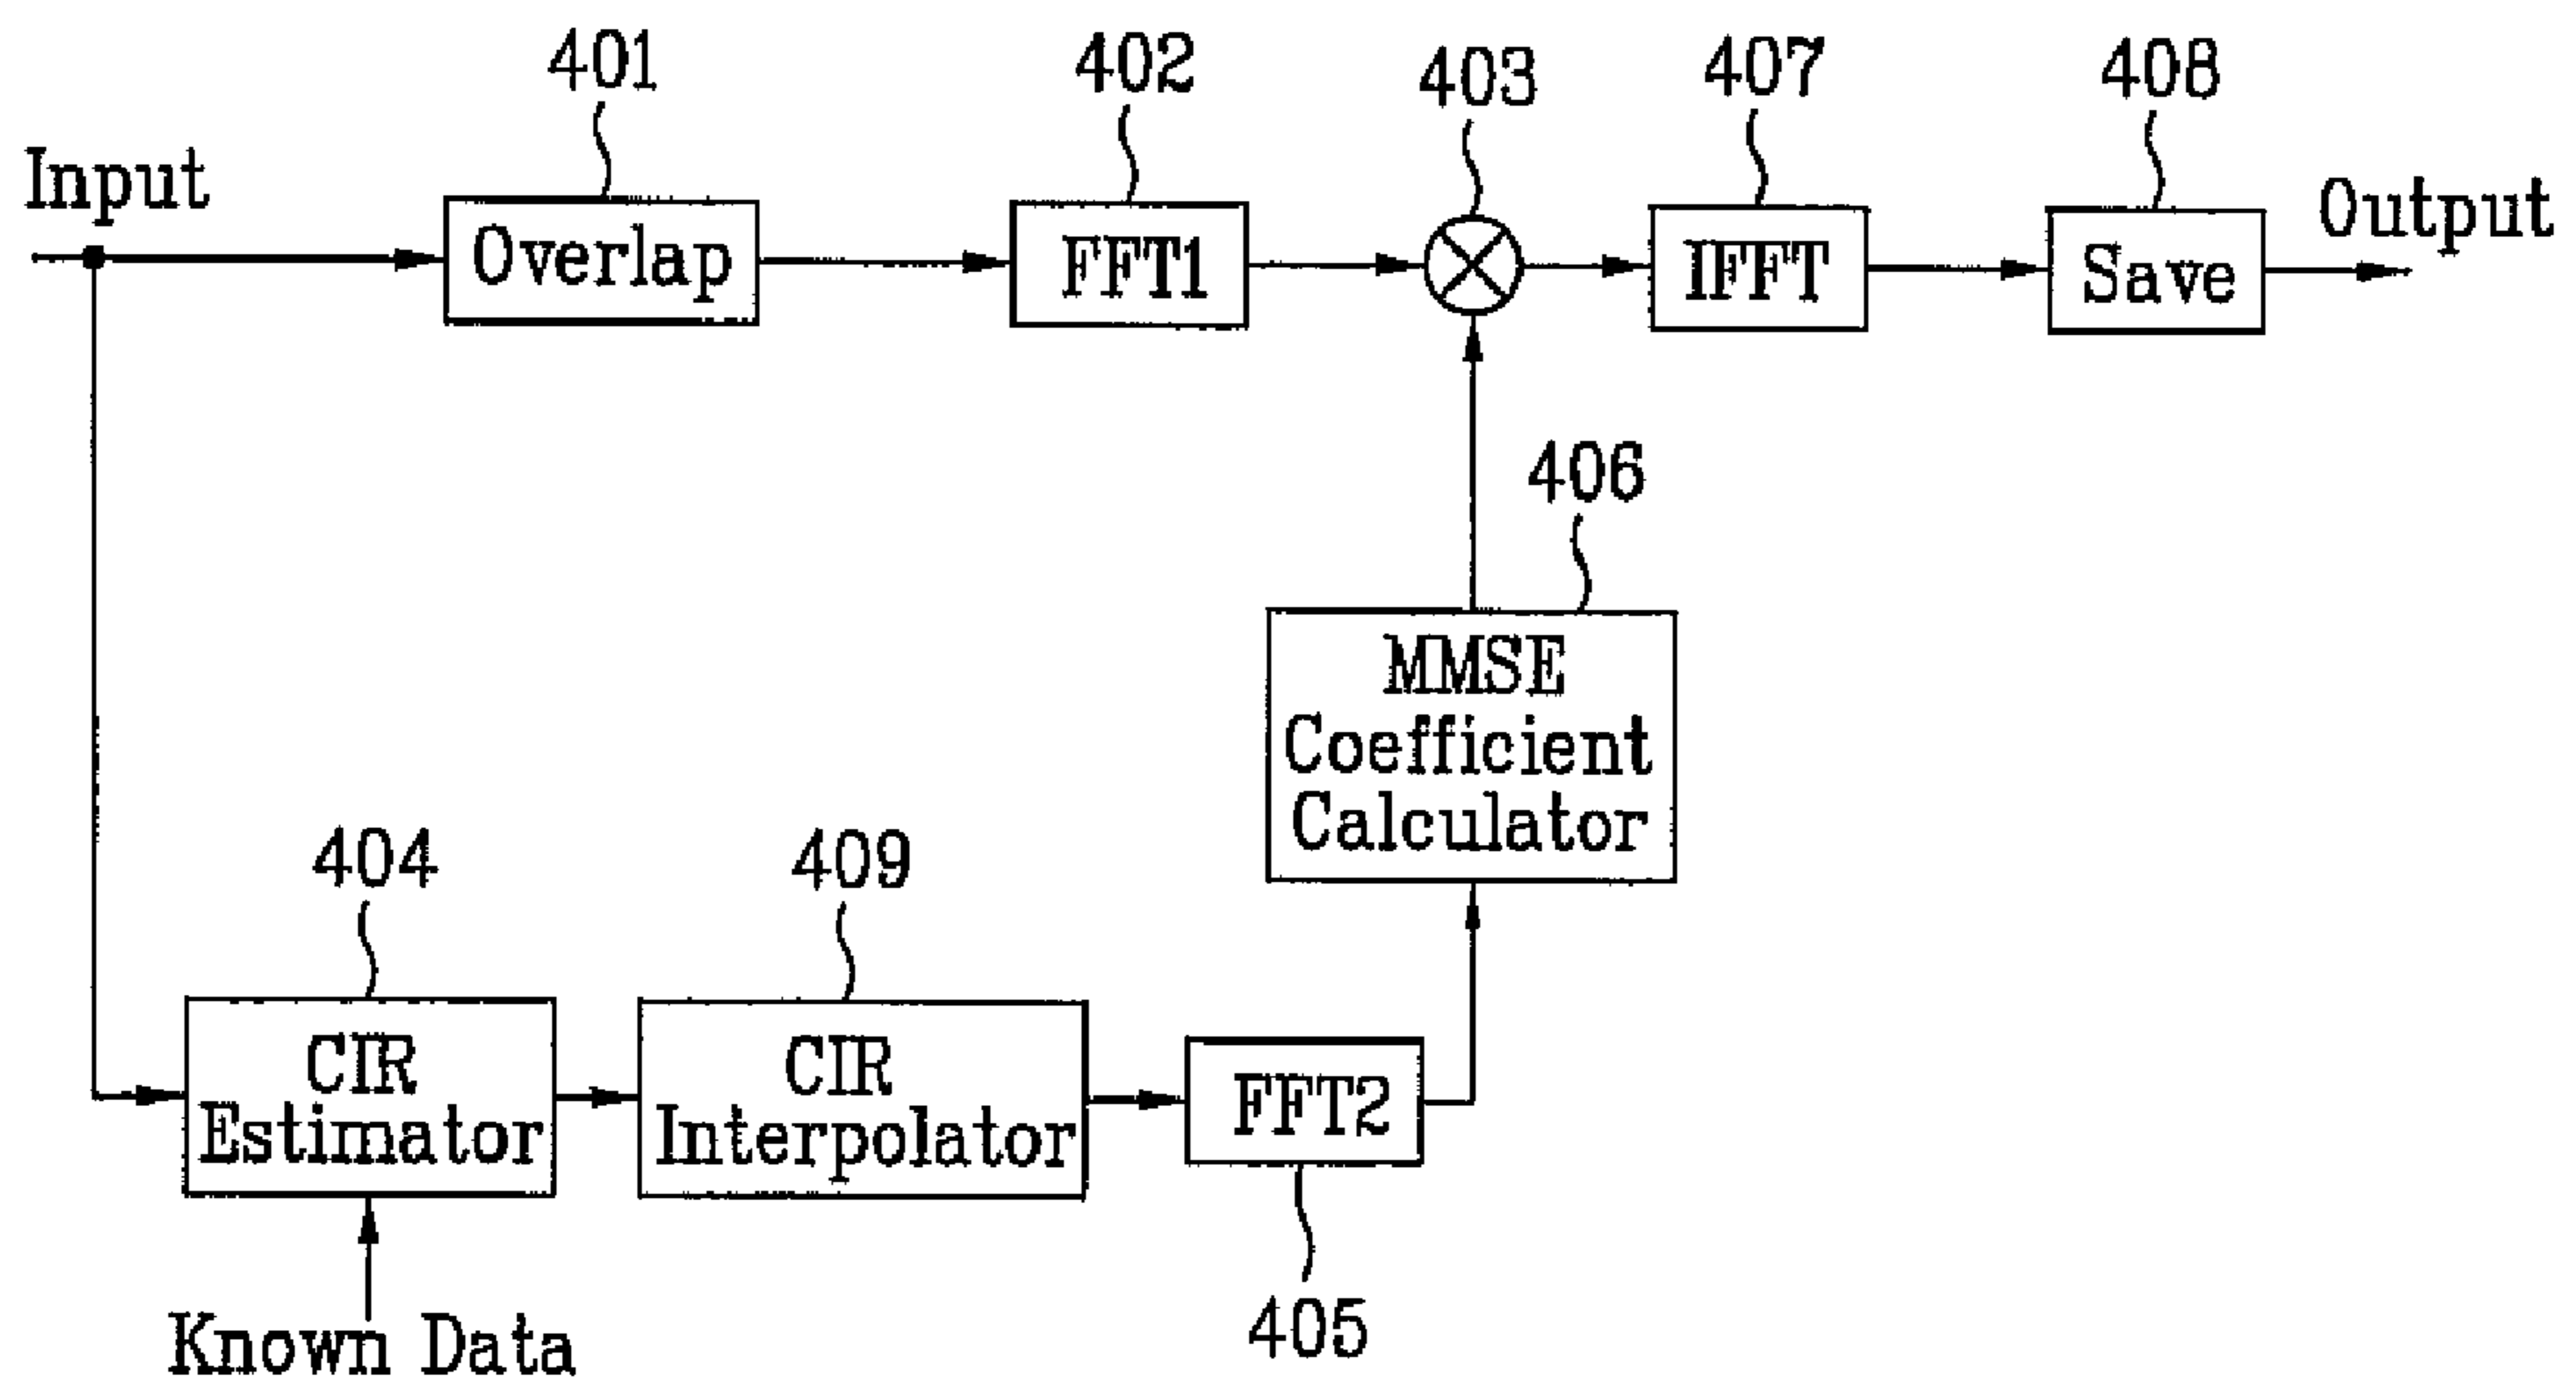 401
402
403
407
408
Input
Output
Overlap
FFT1
IFFT
Save
406
MMSE
Coefficient
Calculator
404
409
CIR
Estimator
CIR
Interpolator
FFT2
405
Known Data